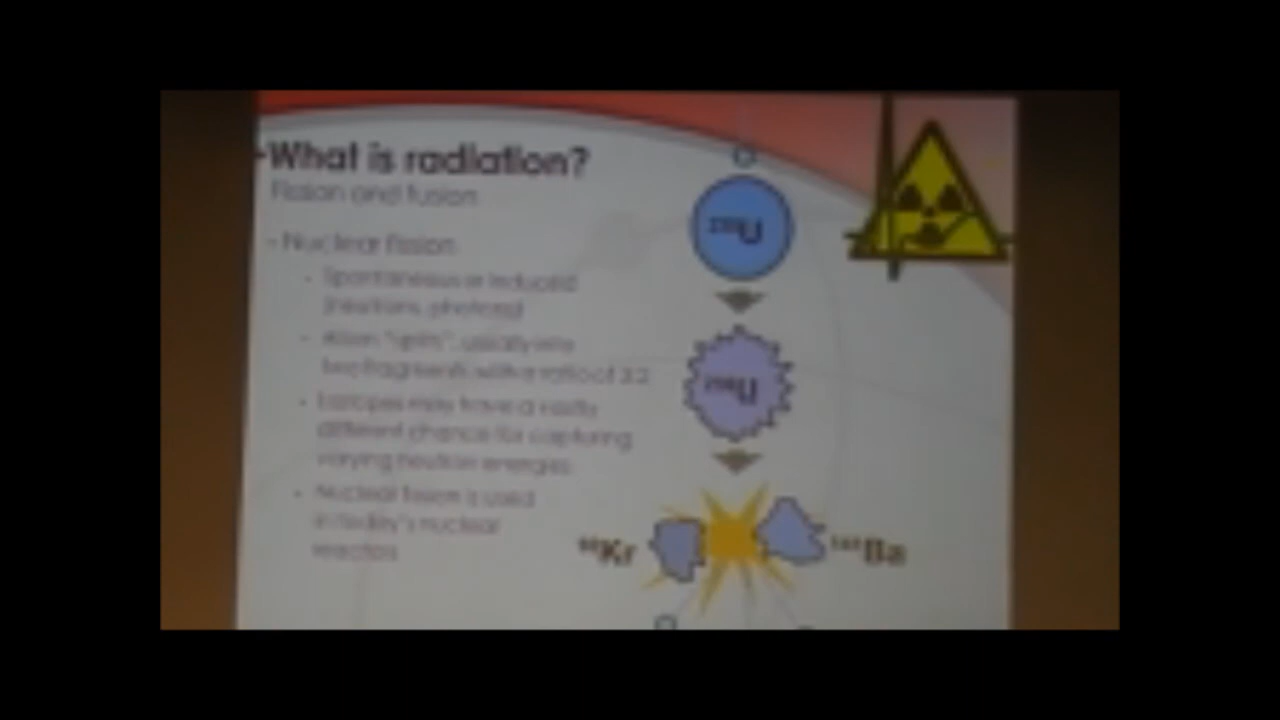 What is radiation?
Fission and fusion
- Nuclear fission
- Spontaneous or induced
(neutrons, photons)
- Atom "splits", usually into
two fragments with a ratio of 3:2
- Isotopes may have a vastly
different chance for capturing
varying neutron energies
- Nuclear fission is used
in today's nuclear
reactors
U
U
Kr
Ba